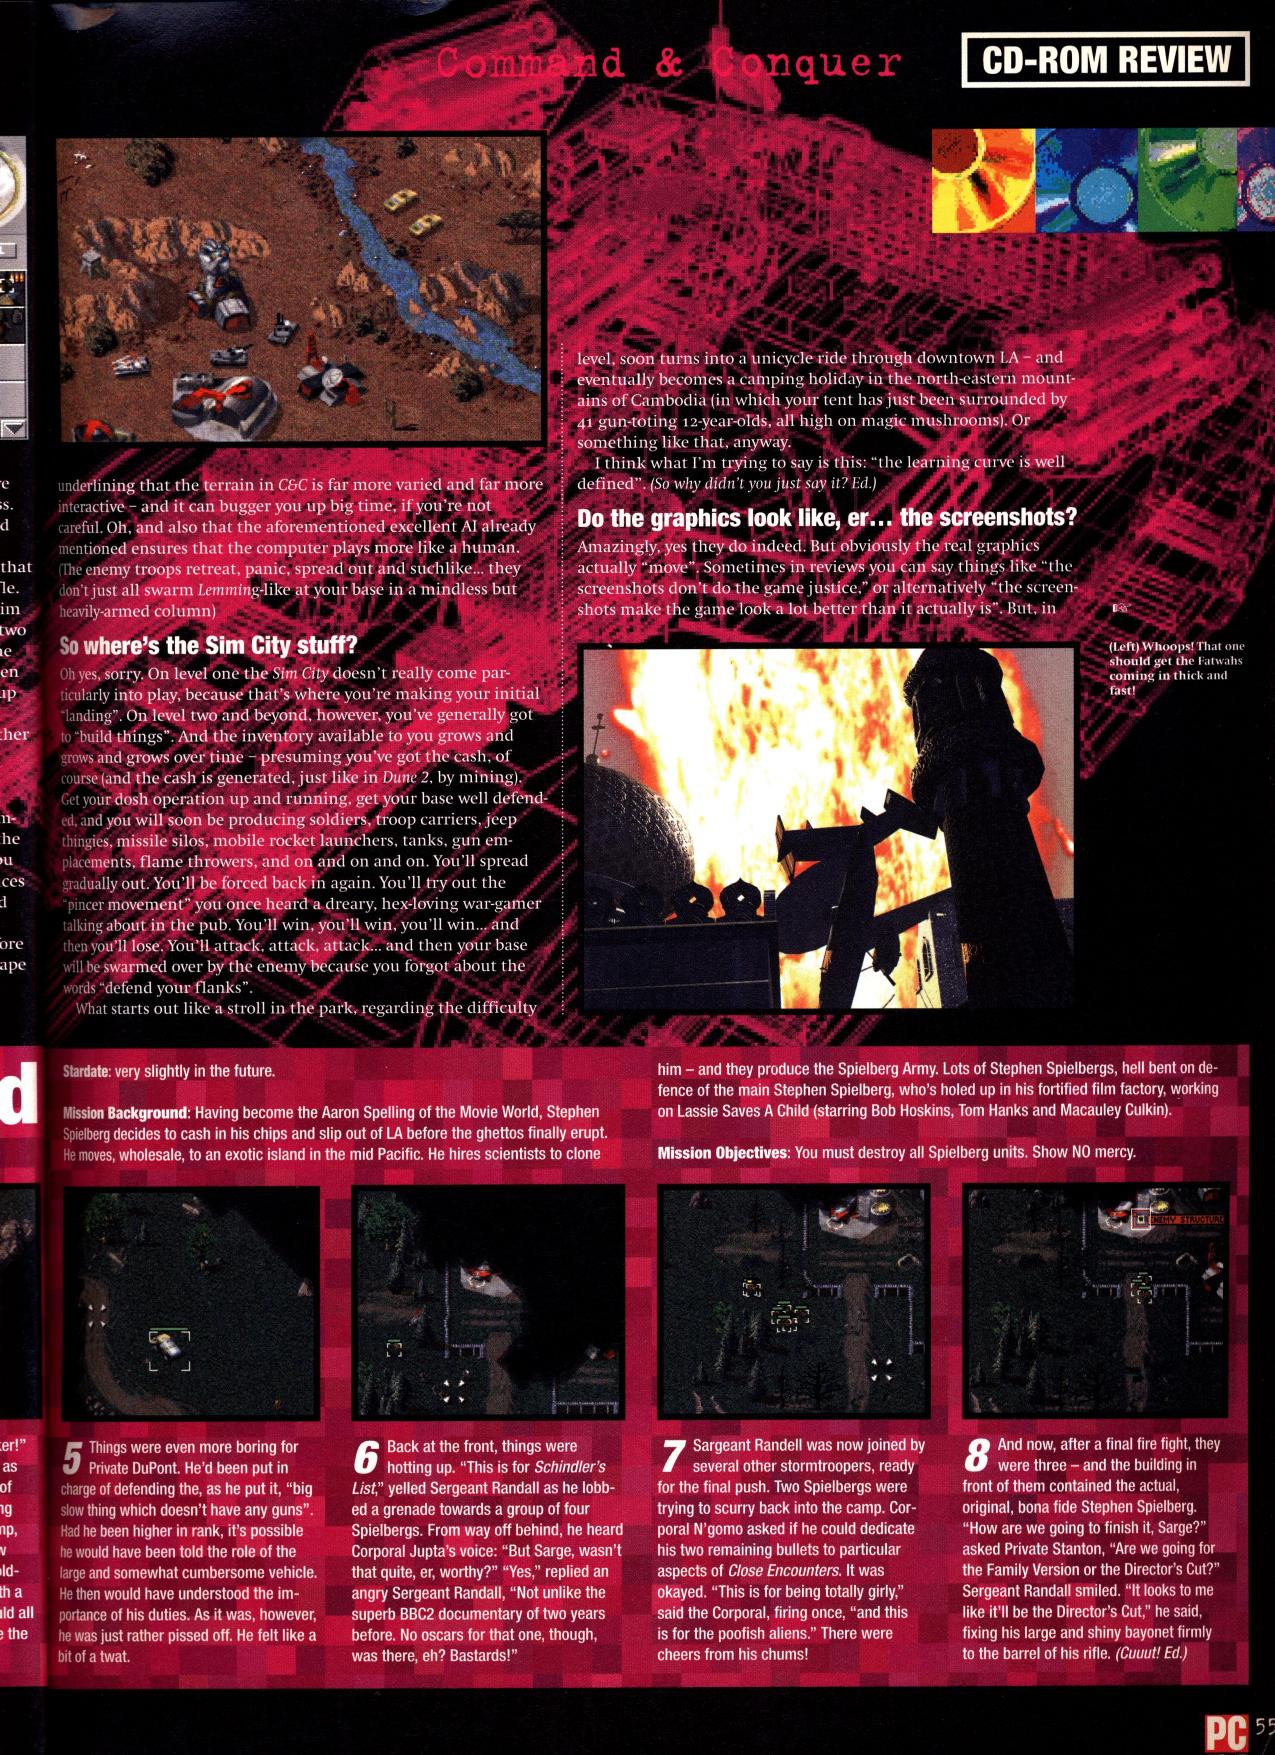 Command & Conquer
CD-ROM REVIEW
underlining that the terrain in C&C is far more varied and far more
interactive – and it can bugger you up big time, if you're not
careful. Oh, and also that the aforementioned excellent AI already
mentioned ensures that the computer plays more like a human.
(The enemy troops retreat, panic, spread out and suchlike... they
don't just all swarm Lemming-like at your base in a mindless but
heavily-armed column)
So where's the Sim City stuff?
Oh yes, sorry. On level one the Sim City doesn't really come par-
ticularly into play, because that's where you're making your initial
"landing". On level two and beyond, however, you've generally got
to "build things". And the inventory available to you grows and
grows and grows over time – presuming you've got the cash, of
course (and the cash is generated, just like in Dune 2, by mining).
Get your dosh operation up and running, get your base well defend-
ed, and you will soon be producing soldiers, troop carriers, jeep
thingies, missile silos, mobile rocket launchers, tanks, gun em-
placements, flame throwers, and on and on and on. You'll spread
gradually out. You'll be forced back in again. You'll try out the
"pincer movement" you once heard a dreary, hex-loving war-gamer
talking about in the pub. You'll win, you'll win, you'll win... and
then you'll lose. You'll attack, attack, attack... and then your base
will be swarmed over by the enemy because you forgot about the
words "defend your flanks".
What starts out like a stroll in the park, regarding the difficulty
level, soon turns into a unicycle ride through downtown LA – and
eventually becomes a camping holiday in the north-eastern mount-
ains of Cambodia (in which your tent has just been surrounded by
41 gun-toting 12-year-olds, all high on magic mushrooms). Or
something like that, anyway.
I think what I'm trying to say is this: "the learning curve is well
defined". (So why didn't you just say it? Ed.)
Do the graphics look like, er... the screenshots?
Amazingly, yes they do indeed. But obviously the real graphics
actually "move". Sometimes in reviews you can say things like "the
screenshots don't do the game justice," or alternatively "the screen-
shots make the game look a lot better than it actually is". But, in
(Left) Whoops! That one
should get the Fatwahs
coming in thick and
fast!
Stardate: very slightly in the future.
Mission Background: Having become the Aaron Spelling of the Movie World, Stephen
Spielberg decides to cash in his chips and slip out of LA before the ghettos finally erupt.
He moves, wholesale, to an exotic island in the mid Pacific. He hires scientists to clone
him – and they produce the Spielberg Army. Lots of Stephen Spielbergs, hell bent on de-
fence of the main Stephen Spielberg, who's holed up in his fortified film factory, working
on Lassie Saves A Child (starring Bob Hoskins, Tom Hanks and Macauley Culkin).
Mission Objectives: You must destroy all Spielberg units. Show NO mercy.
ENEMY STRUCTURE
5 Things were even more boring for
Private DuPont. He'd been put in
charge of defending the, as he put it, "big
slow thing which doesn't have any guns".
Had he been higher in rank, it's possible
he would have been told the role of the
large and somewhat cumbersome vehicle.
He then would have understood the im-
portance of his duties. As it was, however,
he was just rather pissed off. He felt like a
bit of a twat.
6 Back at the front, things were
hotting up. "This is for Schindler's
List," yelled Sergeant Randall as he lobb-
ed a grenade towards a group of four
Spielbergs. From way off behind, he heard
Corporal Jupta's voice: "But Sarge, wasn't
that quite, er, worthy?" "Yes," replied an
angry Sergeant Randall, "Not unlike the
superb BBC2 documentary of two years
before. No oscars for that one, though,
was there, eh? Bastards!"
7 Sargeant Randell was now joined by
several other stormtroopers, ready
for the final push. Two Spielbergs were
trying to scurry back into the camp. Cor-
poral N'gomo asked if he could dedicate
his two remaining bullets to particular
aspects of Close Encounters. It was
okayed. "This is for being totally girly,"
said the Corporal, firing once, "and this
is for the poofish aliens." There were
cheers from his chums!
8 And now, after a final fire fight, they
were three – and the building in
front of them contained the actual,
original, bona fide Stephen Spielberg.
"How are we going to finish it, Sarge?"
asked Private Stanton, "Are we going for
the Family Version or the Director's Cut?"
Sergeant Randall smiled. "It looks to me
like it'll be the Director's Cut," he said,
fixing his large and shiny bayonet firmly
to the barrel of his rifle. (Cuuut! Ed.)
PC 55